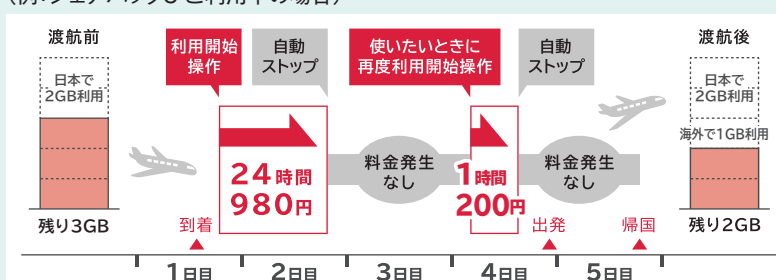 渡航前
日本で
2GB利用
残り3GB
利用開始
操作
自動
ストップ
使いたいときに
再度利用開始操作
自動
ストップ
24時間
980円
料金発生
なし
1時間
200円
料金発生
なし
到着
出発
帰国
渡航後
日本で
2GB利用
海外で1GB利用
残り2GB
1日目
2日目
3日目
4日目
5日目